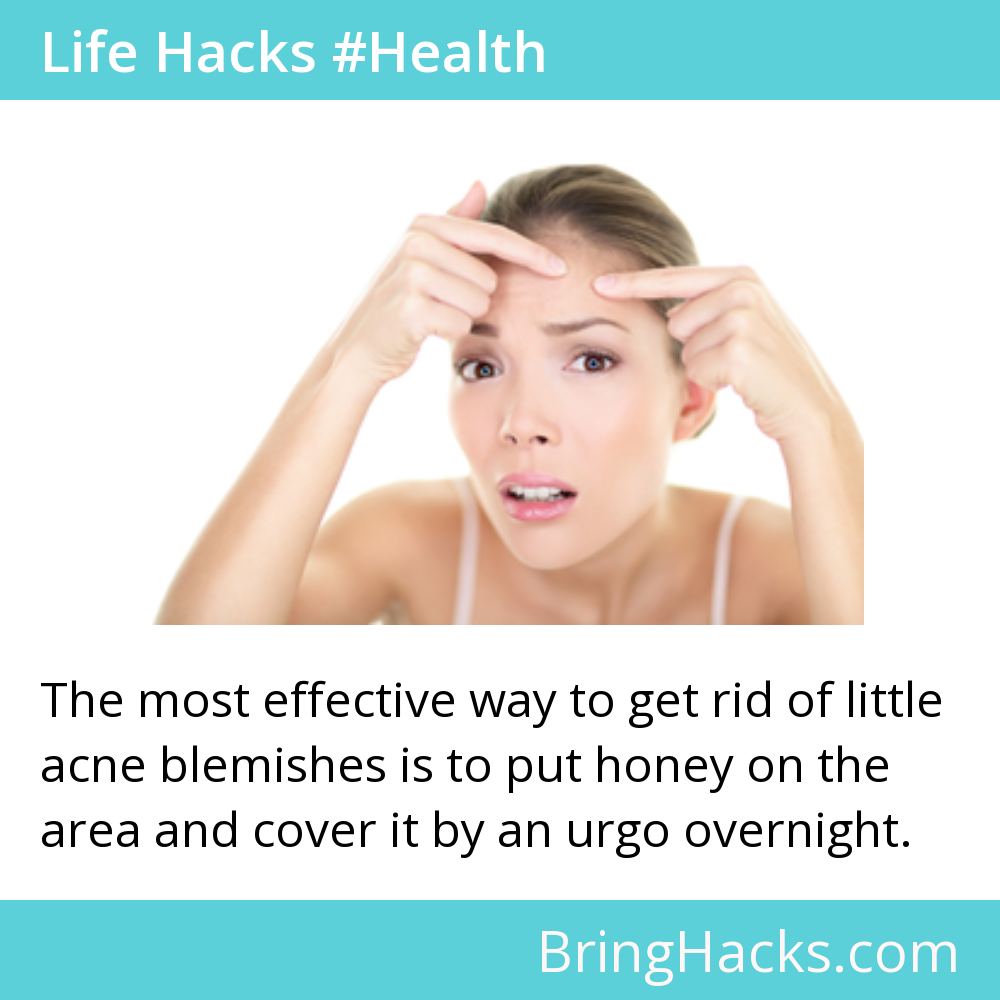 Life Hacks #Health
The most effective way to get rid of little
acne blemishes is to put honey on the
area and cover it by an urgo overnight.
BringHacks.com